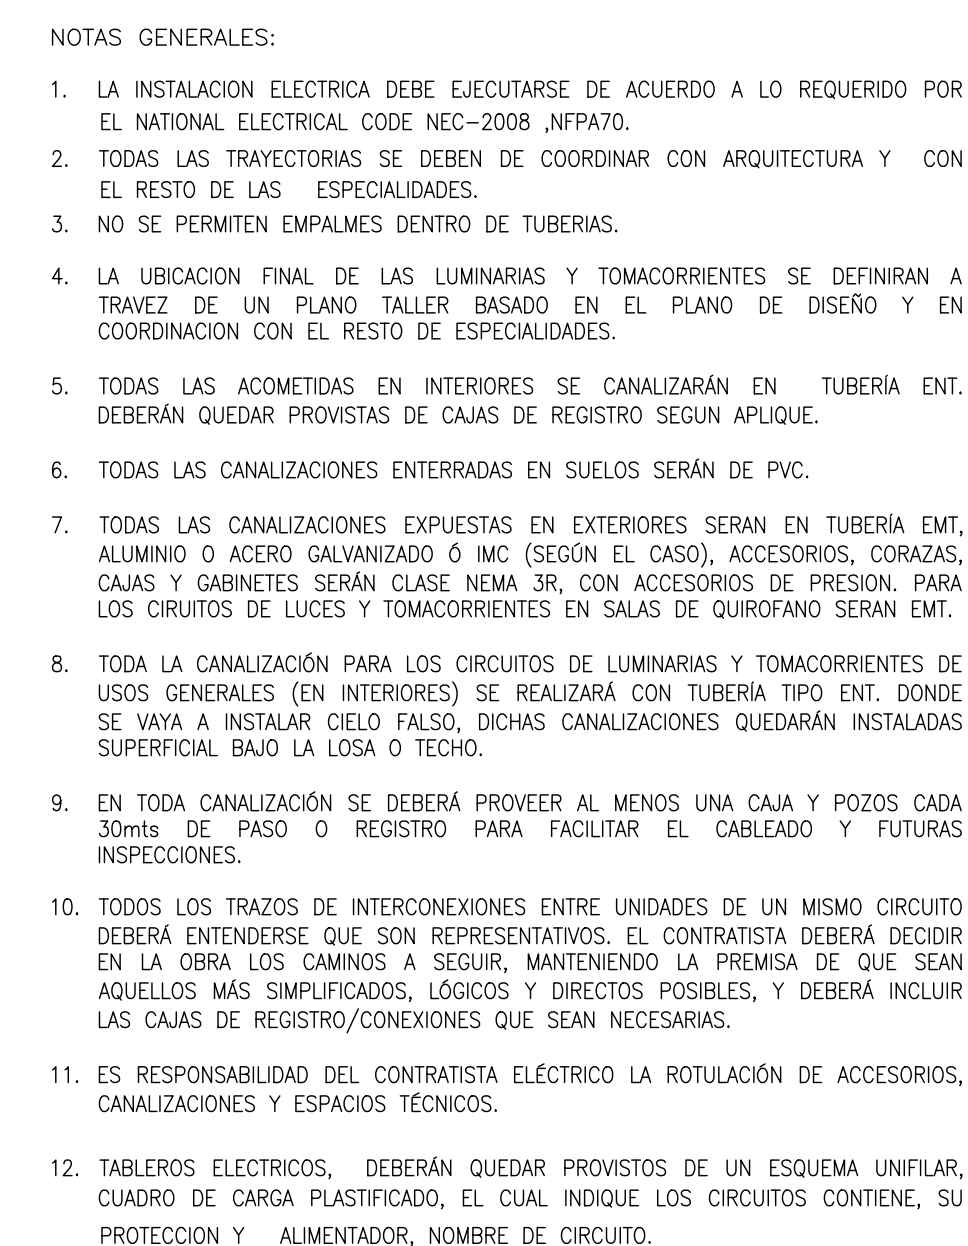 NOTAS GENERALES:
1. LA INSTALACION ELECTRICA DEBE EJECUTARSE DE ACUERDO A LO REQUERIDO POR
EL NATIONAL ELECTRICAL CODE NEC-2008 ,NFPA70.
2. TODAS LAS TRAYECTORIAS SE DEBEN DE COORDINAR CON ARQUITECTURA Y CON
EL RESTO DE LAS ESPECIALIDADES.
3. NO SE PERMITEN EMPALMES DENTRO DE TUBERIAS.
4. LA UBICACION FINAL DE LAS LUMINARIAS Y TOMACORRIENTES SE DEFINIRAN A
TRAVEZ DE UN PLANO TALLER BASADO EN EL PLANO DE DISEÑO Y EN
COORDINACION CON EL RESTO DE ESPECIALIDADES.
5. TODAS LAS ACOMETIDAS EN INTERIORES SE CANALIZARÁN EN TUBERÍA ENT.
DEBERÁN QUEDAR PROVISTAS DE CAJAS DE REGISTRO SEGUN APLIQUE.
6. TODAS LAS CANALIZACIONES ENTERRADAS EN SUELOS SERÁN DE PVC.
7. TODAS LAS CANALIZACIONES EXPUESTAS EN EXTERIORES SERAN EN TUBERÍA EMT,
ALUMINIO O ACERO GALVANIZADO Ó IMC (SEGÚN EL CASO), ACCESORIOS, CORAZAS,
CAJAS Y GABINETES SERÁN CLASE NEMA 3R, CON ACCESORIOS DE PRESION. PARA
LOS CIRUITOS DE LUCES Y TOMACORRIENTES EN SALAS DE QUIROFANO SERAN EMT.
8. TODA LA CANALIZACIÓN PARA LOS CIRCUITOS DE LUMINARIAS Y TOMACORRIENTES DE
USOS GENERALES (EN INTERIORES) SE REALIZARÁ CON TUBERÍA TIPO ENT. DONDE
SE VAYA A INSTALAR CIELO FALSO, DICHAS CANALIZACIONES QUEDARÁN INSTALADAS
SUPERFICIAL BAJO LA LOSA O TECHO.
9. EN TODA CANALIZACIÓN SE DEBERÁ PROVEER AL MENOS UNA CAJA Y POZOS CADA
30mts DE PASO O REGISTRO PARA FACILITAR EL CABLEADO Y FUTURAS
INSPECCIONES.
10. TODOS LOS TRAZOS DE INTERCONEXIONES ENTRE UNIDADES DE UN MISMO CIRCUITO
DEBERÁ ENTENDERSE QUE SON REPRESENTATIVOS. EL CONTRATISTA DEBERÁ DECIDIR
EN LA OBRA LOS CAMINOS A SEGUIR, MANTENIENDO LA PREMISA DE QUE SEAN
AQUELLOS MÁS SIMPLIFICADOS, LÓGICOS Y DIRECTOS POSIBLES, Y DEBERÁ INCLUIR
LAS CAJAS DE REGISTRO/CONEXIONES QUE SEAN NECESARIAS.
11. ES RESPONSABILIDAD DEL CONTRATISTA ELÉCTRICO LA ROTULACIÓN DE ACCESORIOS,
CANALIZACIONES Y ESPACIOS TÉCNICOS.
12. TABLEROS ELECTRICOS, DEBERÁN QUEDAR PROVISTOS DE UN ESQUEMA UNIFILAR,
CUADRO DE CARGA PLASTIFICADO, EL CUAL INDIQUE LOS CIRCUITOS CONTIENE, SU
PROTECCION Y ALIMENTADOR, NOMBRE DE CIRCUITO.